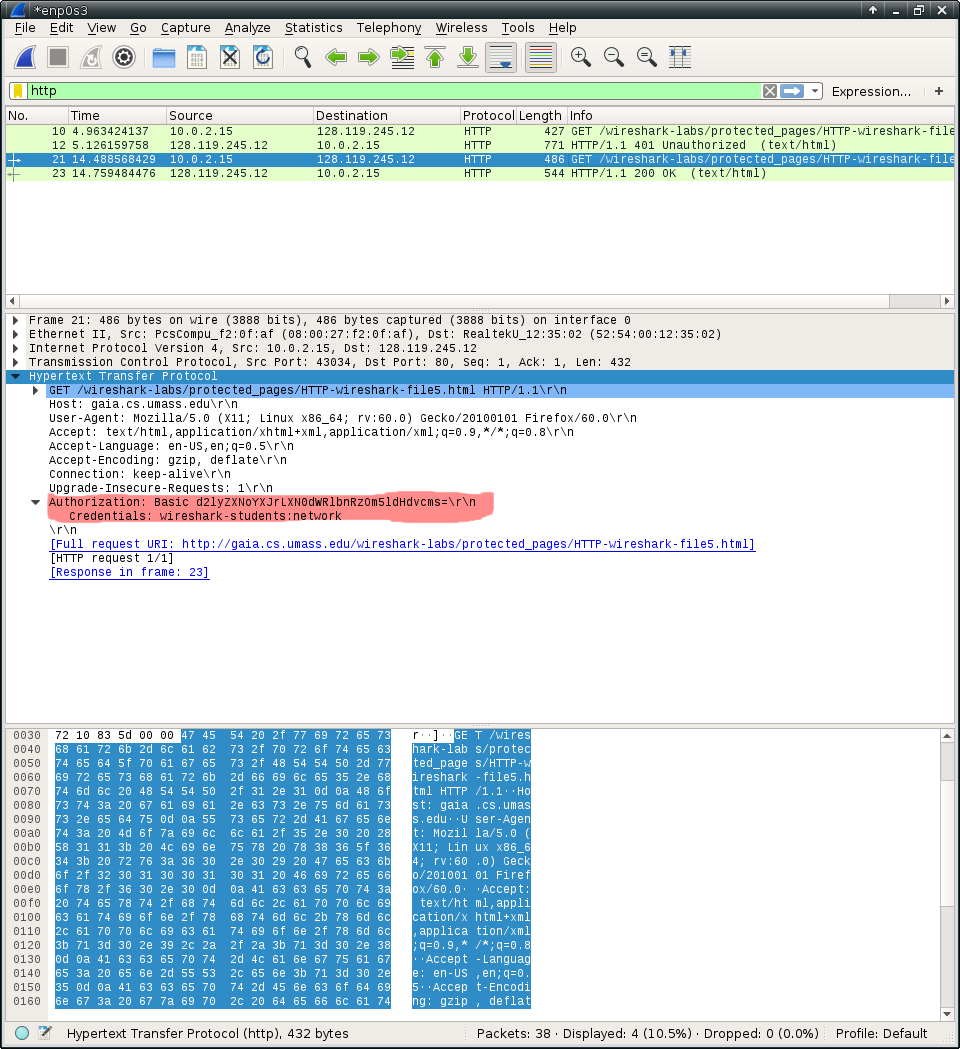 *enp0s3
File Edit View Go Capture Analyze Statistics Telephony Wireless Tools Help
http
Expression... +
No. Time Source Destination Protocol Length Info
10 4.963424137 10.0.2.15 128.119.245.12 HTTP 427 GET /wireshark-labs/protected_pages/HTTP-wireshark-file
12 5.126159758 128.119.245.12 10.0.2.15 HTTP 771 HTTP/1.1 401 Unauthorized (text/html)
21 14.488568429 10.0.2.15 128.119.245.12 HTTP 486 GET /wireshark-labs/protected_pages/HTTP-wireshark-file
23 14.759484476 128.119.245.12 10.0.2.15 HTTP 544 HTTP/1.1 200 OK (text/html)
Frame 21: 486 bytes on wire (3888 bits), 486 bytes captured (3888 bits) on interface 0
Ethernet II, Src: PcsCompu_f2:0f:af (08:00:27:f2:0f:af), Dst: RealtekU_12:35:02 (52:54:00:12:35:02)
Internet Protocol Version 4, Src: 10.0.2.15, Dst: 128.119.245.12
Transmission Control Protocol, Src Port: 43034, Dst Port: 80, Seq: 1, Ack: 1, Len: 432
Hypertext Transfer Protocol
GET /wireshark-labs/protected_pages/HTTP-wireshark-file5.html HTTP/1.1\r\n
Host: gaia.cs.umass.edu\r\n
User-Agent: Mozilla/5.0 (X11; Linux x86_64; rv:60.0) Gecko/20100101 Firefox/60.0\r\n
Accept: text/html,application/xhtml+xml,application/xml;q=0.9,*/*;q=0.8\r\n
Accept-Language: en-US,en;q=0.5\r\n
Accept-Encoding: gzip, deflate\r\n
Connection: keep-alive\r\n
Upgrade-Insecure-Requests: 1\r\n
Authorization: Basic d2lyZXNoYXJrLXN0dWRlbnRzOm5ldHdvcms=\r\n
Credentials: wireshark-students:network
\r\n
[Full request URI: http://gaia.cs.umass.edu/wireshark-labs/protected_pages/HTTP-wireshark-file5.html]
[HTTP request 1/1]
[Response in frame: 23]
0030 72 10 83 5d 00 00 47 45 54 20 2f 77 69 72 65 73 r··]··GE T /wires
0040 68 61 72 6b 2d 6c 61 62 73 2f 70 72 6f 74 65 63 hark-lab s/protec
0050 74 65 64 5f 70 61 67 65 73 2f 48 54 54 50 2d 77 ted_page s/HTTP-w
0060 69 72 65 73 68 61 72 6b 2d 66 69 6c 65 35 2e 68 ireshark -file5.h
0070 74 6d 6c 20 48 54 54 50 2f 31 2e 31 0d 0a 48 6f tml HTTP /1.1··Ho
0080 73 74 3a 20 67 61 69 61 2e 63 73 2e 75 6d 61 73 st: gaia .cs.umas
0090 73 2e 65 64 75 0d 0a 55 73 65 72 2d 41 67 65 6e s.edu··U ser-Agen
00a0 74 3a 20 4d 6f 7a 69 6c 6c 61 2f 35 2e 30 20 28 t: Mozil la/5.0 (
00b0 58 31 31 3b 20 4c 69 6e 75 78 20 78 38 36 5f 36 X11; Lin ux x86_6
00c0 34 3b 20 72 76 3a 36 30 2e 30 29 20 47 65 63 6b 4; rv:60 .0) Geck
00d0 6f 2f 32 30 31 30 30 31 30 31 20 46 69 72 65 66 o/201001 01 Firef
00e0 6f 78 2f 36 30 2e 30 0d 0a 41 63 63 65 70 74 3a ox/60.0· ·Accept:
00f0 20 74 65 78 74 2f 68 74 6d 6c 2c 61 70 70 6c 69 text/ht ml,appli
0100 63 61 74 69 6f 6e 2f 78 68 74 6d 6c 2b 78 6d 6c cation/x html+xml
0110 2c 61 70 70 6c 69 63 61 74 69 6f 6e 2f 78 6d 6c ,applica tion/xml
0120 3b 71 3d 30 2e 39 2c 2a 2f 2a 3b 71 3d 30 2e 38 ;q=0.9,* /*;q=0.8
0130 0d 0a 41 63 63 65 70 74 2d 4c 61 6e 67 75 61 67 ··Accept -Languag
0140 65 3a 20 65 6e 2d 55 53 2c 65 6e 3b 71 3d 30 2e e: en-US ,en;q=0.
0150 35 0d 0a 41 63 63 65 70 74 2d 45 6e 63 6f 64 69 5··Accep t-Encodi
0160 6e 67 3a 20 67 7a 69 70 2c 20 64 65 66 6c 61 74 ng: gzip , deflat
Hypertext Transfer Protocol (http), 432 bytes Packets: 38 · Displayed: 4 (10.5%) · Dropped: 0 (0.0%) Profile: Default